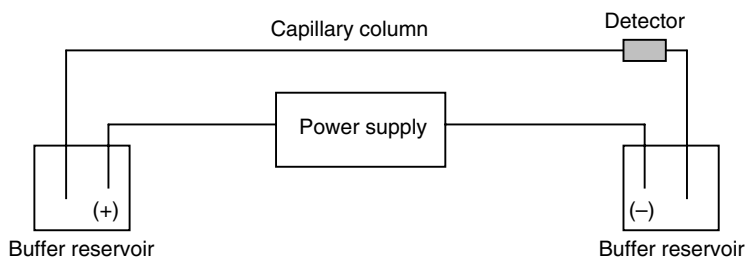 Detector
Capillary column
Power supply
(+)
(–)
Buffer reservoir
Buffer reservoir